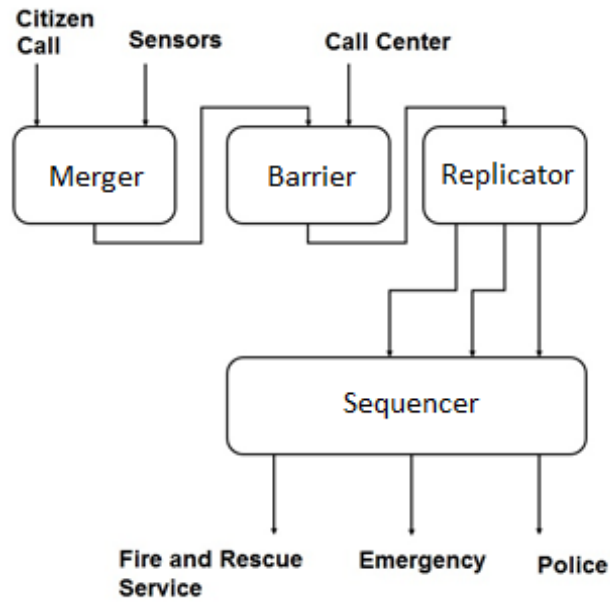 Citizen
Call
Sensors
Call Center
Merger
Barrier
Replicator
Sequencer
Fire and Rescue
Service
Emergency
Police